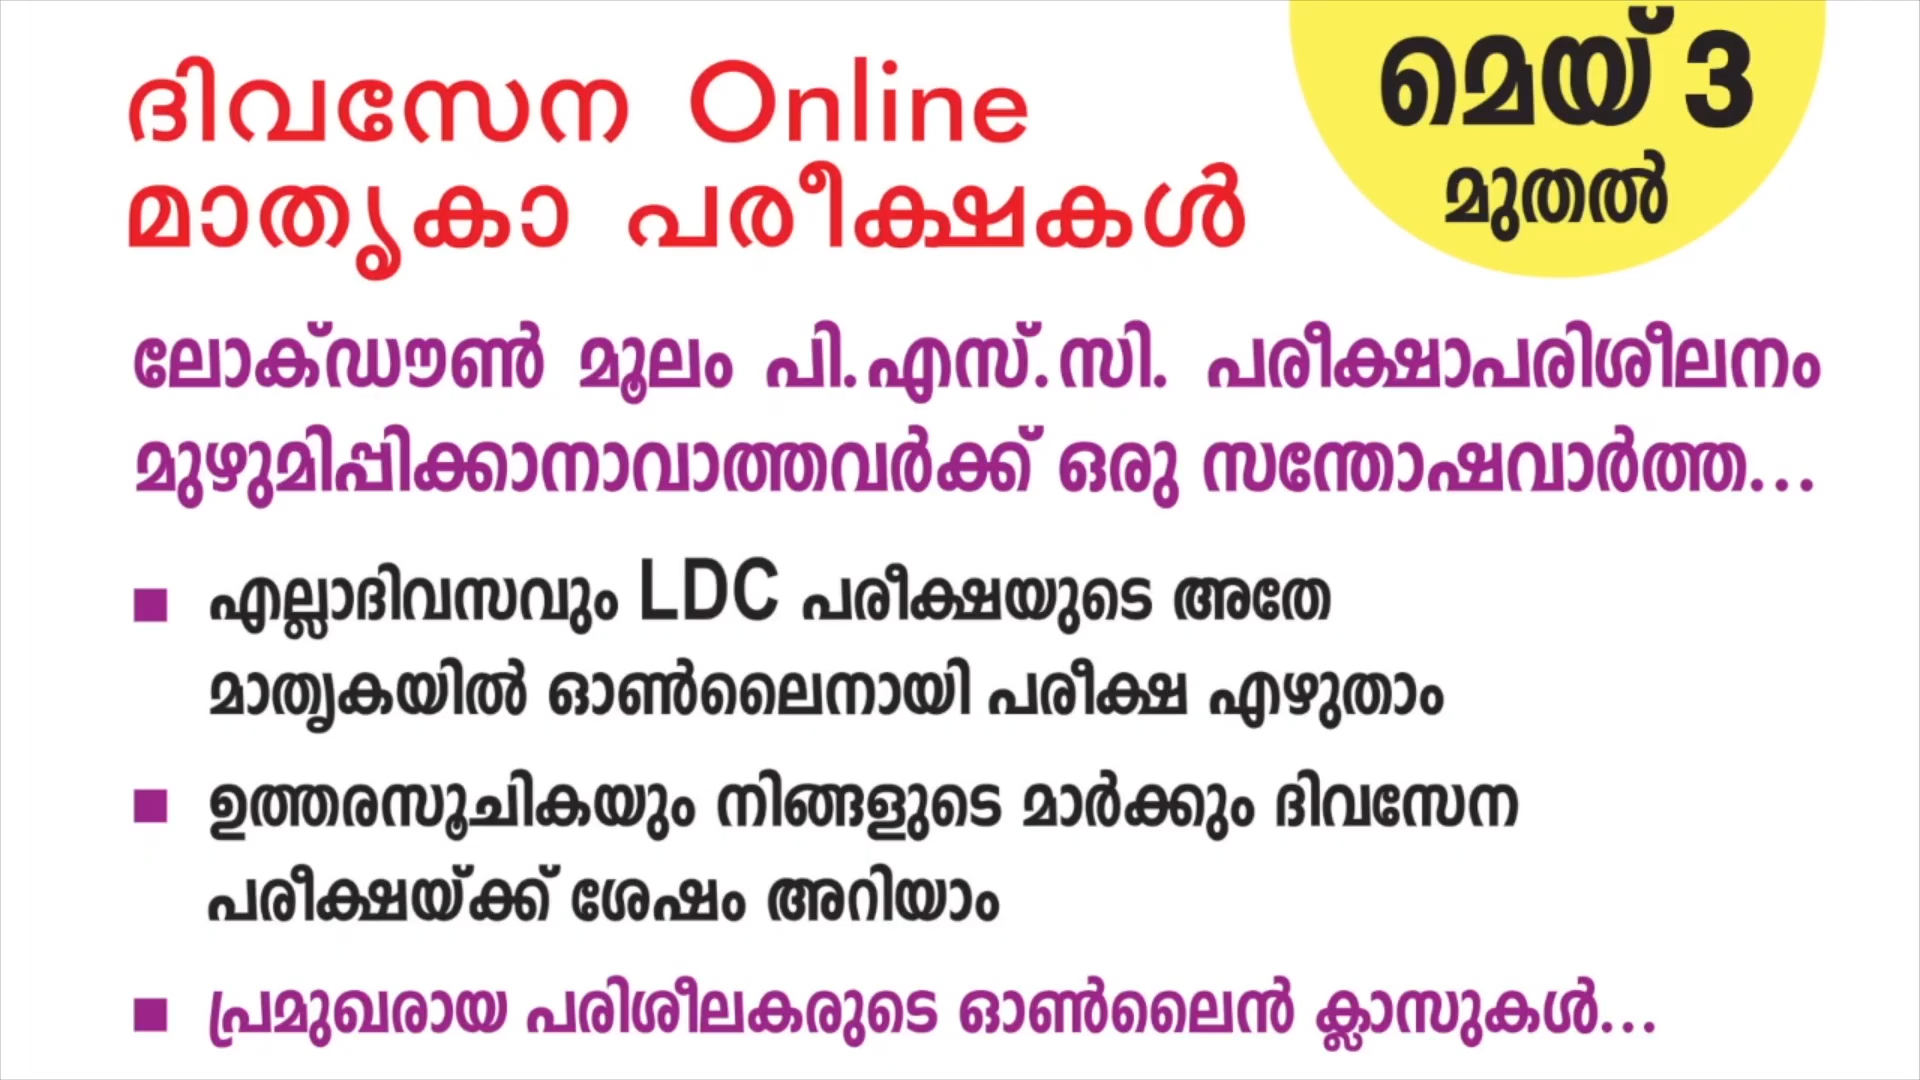 ദിവസേന Online
മാതൃകാ പരീക്ഷകൾ
മെയ് 3
മുതൽ
ലോക്ഡൗൺ മൂലം പി.എസ്.സി. പരീക്ഷാപരിശീലനം
മുഴുമിപ്പിക്കാനാവാത്തവർക്ക് ഒരു സന്തോഷവാർത്ത...
എല്ലാദിവസവും LDC പരീക്ഷയുടെ അതേ
മാതൃകയിൽ ഓൺലൈനായി പരീക്ഷ എഴുതാം
ഉത്തരസൂചികയും നിങ്ങളുടെ മാർക്കും ദിവസേന
പരീക്ഷയ്ക്ക് ശേഷം അറിയാം
പ്രമുഖരായ പരിശീലകരുടെ ഓൺലൈൻ ക്ലാസുകൾ...